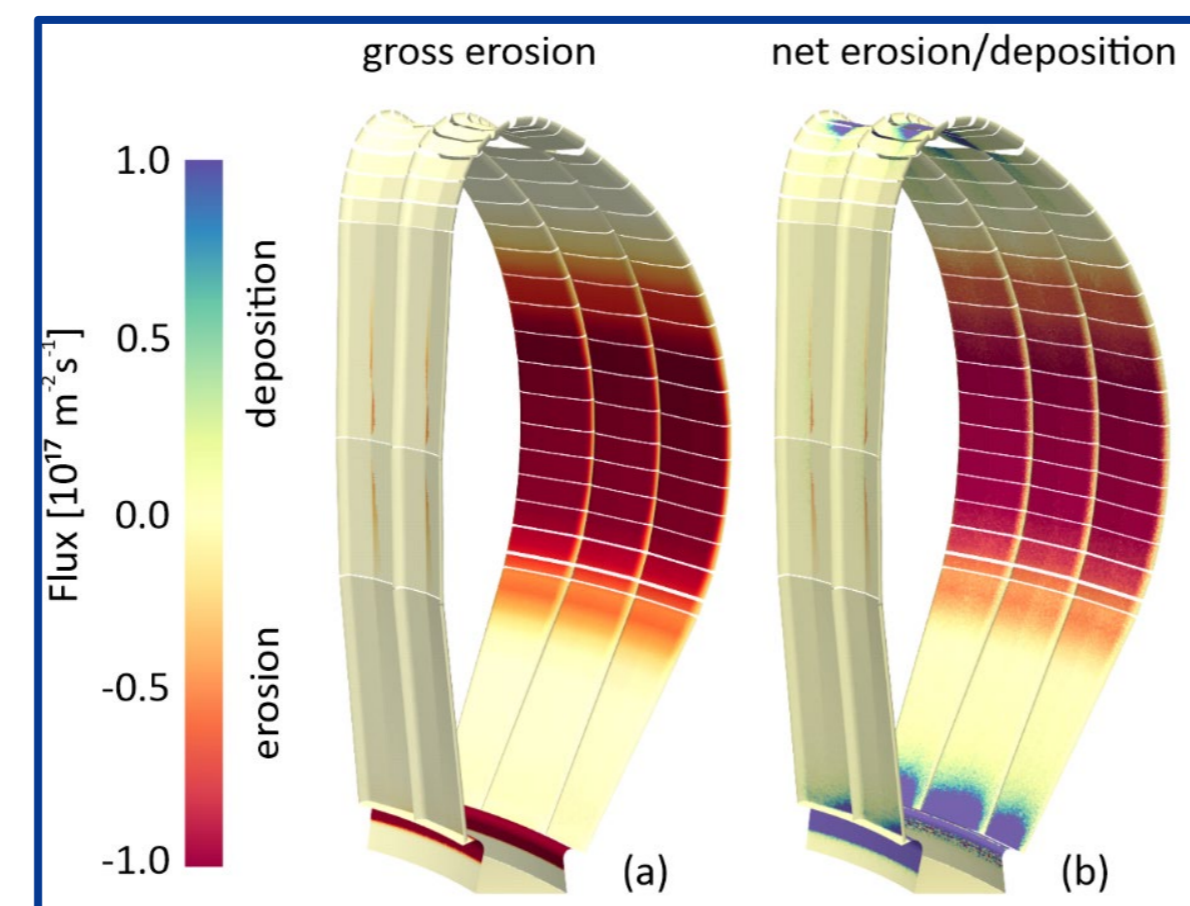 gross erosion
net erosion/deposition
1.0
0.5
0.0
-0.5
-1.0
Flux [10¹⁷ m⁻²s⁻¹]
deposition
erosion
(a)
(b)